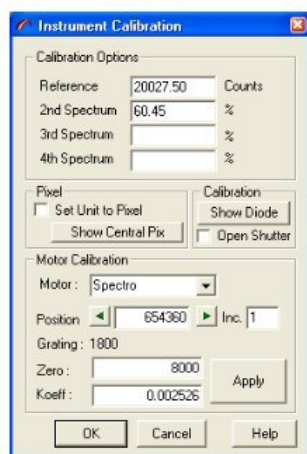 Instrument Calibration
Calibration Options
Reference 20027.50 Counts
2nd Spectrum 60.45 %
3rd Spectrum %
4th Spectrum %
Pixel
Set Unit to Pixel
Show Central Pix
Calibration
Show Diode
Open Shutter
Motor Calibration
Motor : Spectro
Position 654360 Inc. 1
Grating : 1800
Zero : 8000
Koeff : 0.002526
Apply
OK Cancel Help